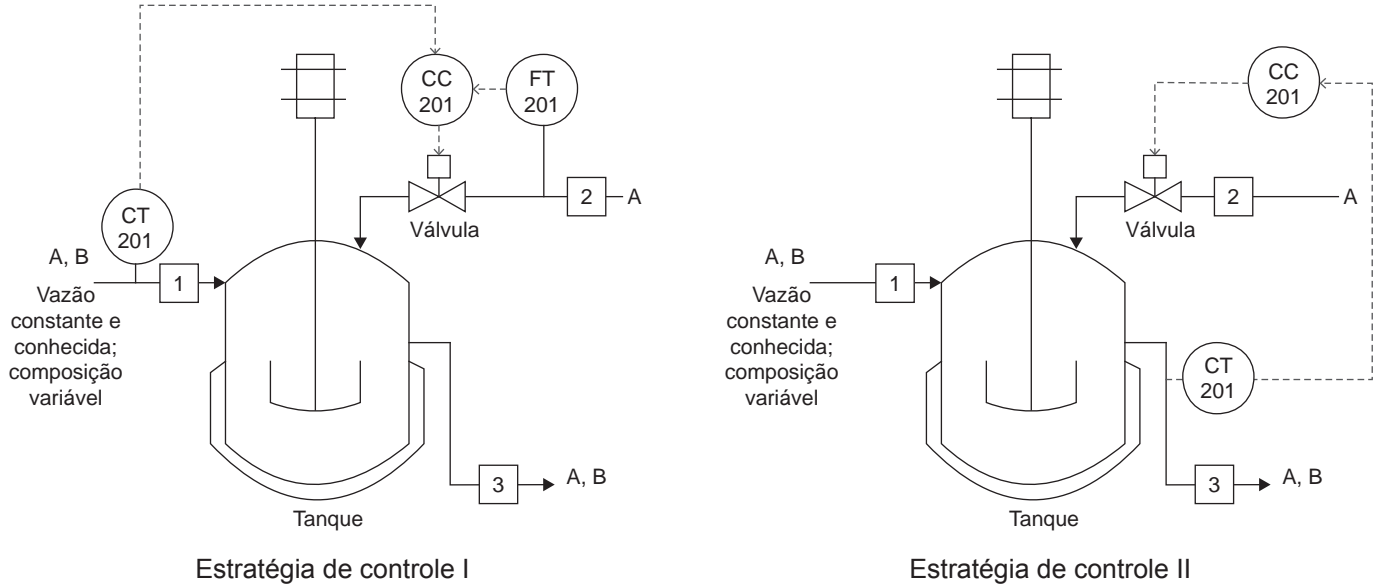 CC
201
FT
201
2
A
Válvula
CT
201
A, B
1
Vazão
constante e
conhecida;
composição
variável
3
A, B
Tanque
Estratégia de controle I
CC
201
2
A
Válvula
A, B
1
Vazão
constante e
conhecida;
composição
variável
CT
201
3
A, B
Tanque
Estratégia de controle II